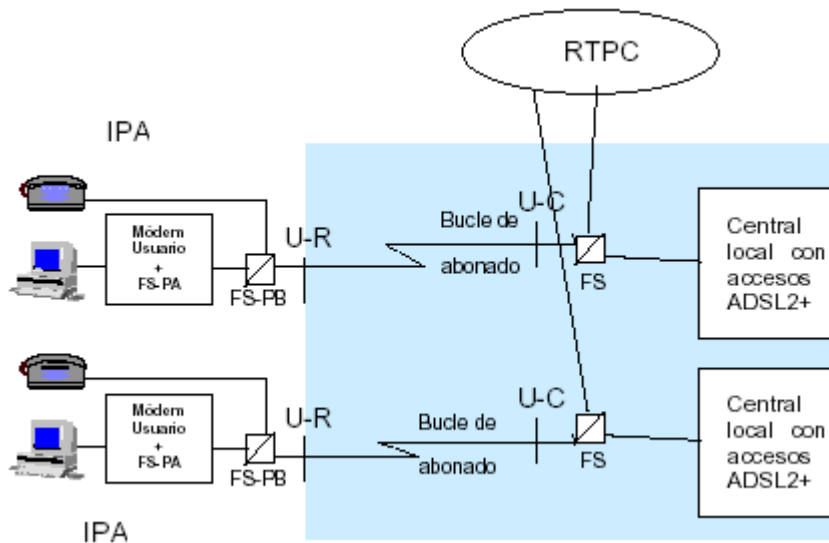 RTPC
IPA
Módem
Usuario
+
FS-PA
FS-PB
U-R
Bucle de
abonado
U-C
FS
Central
local con
accesos
ADSL2+
Módem
Usuario
+
FS-PA
FS-PB
U-R
Bucle de
abonado
U-C
FS
Central
local con
accesos
ADSL2+
IPA